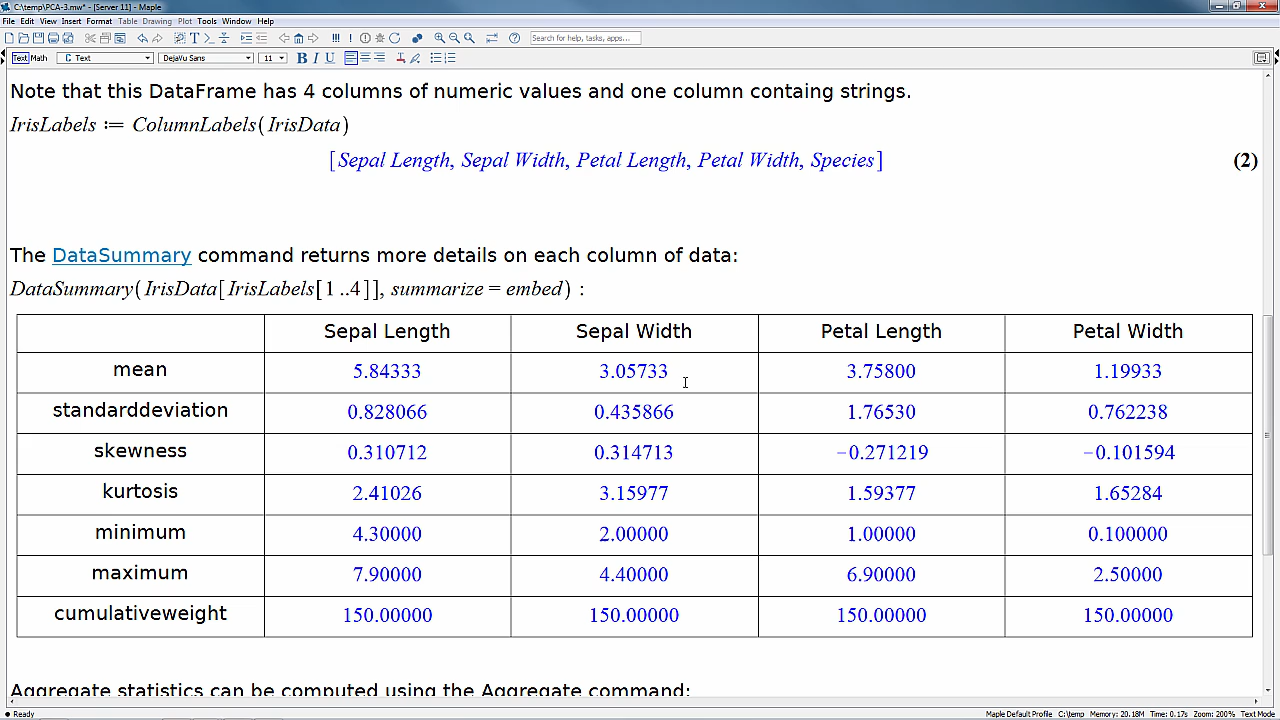 C:\temp\PCA-3.mw* - [Server 11] - Maple
File Edit View Insert Format Table Drawing Plot Tools Window Help
Search for help, tasks, apps...
Text Math C Text DejaVu Sans 11 B I U
Note that this DataFrame has 4 columns of numeric values and one column containg strings.
IrisLabels := ColumnLabels(IrisData)
[Sepal Length, Sepal Width, Petal Length, Petal Width, Species] (2)
The DataSummary command returns more details on each column of data:
DataSummary(IrisData[IrisLabels[1 ..4]], summarize = embed) :
Sepal Length Sepal Width Petal Length Petal Width
mean 5.84333 3.05733 3.75800 1.19933
standarddeviation 0.828066 0.435866 1.76530 0.762238
skewness 0.310712 0.314713 −0.271219 −0.101594
kurtosis 2.41026 3.15977 1.59377 1.65284
minimum 4.30000 2.00000 1.00000 0.100000
maximum 7.90000 4.40000 6.90000 2.50000
cumulativeweight 150.00000 150.00000 150.00000 150.00000
Aggregate statistics can be computed using the Aggregate command:
Ready Maple Default Profile C:\temp Memory: 20.18M Time: 0.17s Zoom: 200% Text Mode